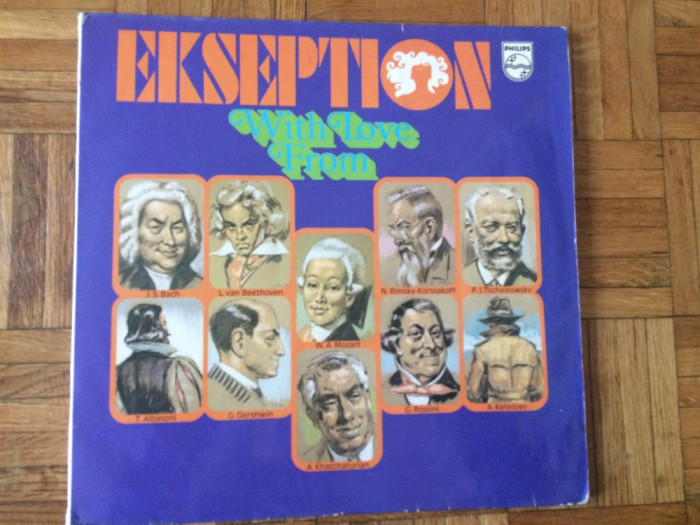 EKSEPTION
PHILIPS
With Love
From
J. S. Bach
L. van Beethoven
N. Rimsky-Korssakoff
P. I. Tschaikowsky
W. A. Mozart
T. Albinoni
G. Gershwin
G. Rossini
A. Ketelbey
A. Khatchaturian